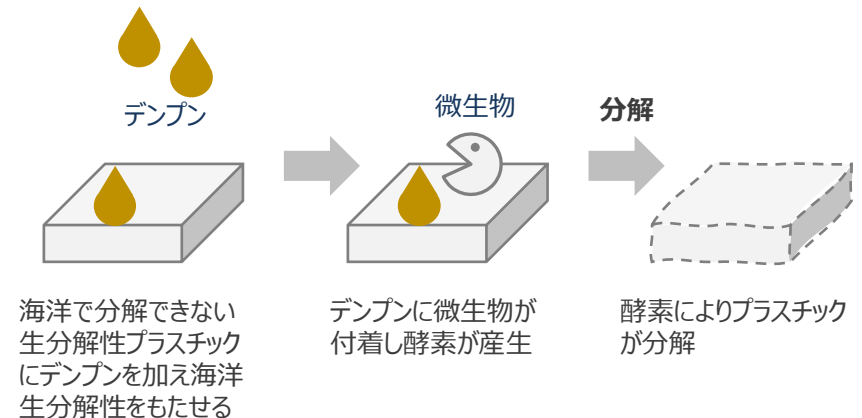 デンプン
微生物
分解
海洋で分解できない
生分解性プラスチック
にデンプンを加え海洋
生分解性をもたせる
デンプンに微生物が
付着し酵素が産生
酵素によりプラスチック
が分解